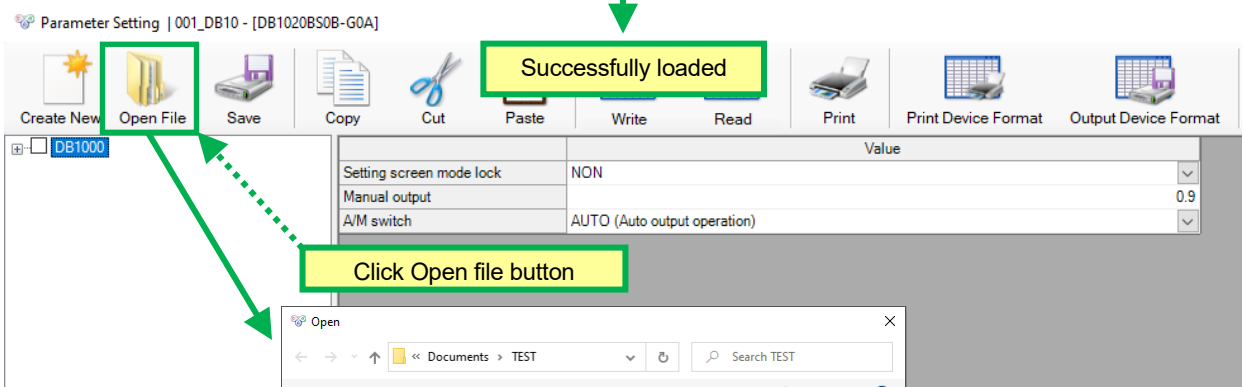 Parameter Setting | 001_DB10 - [DB1020BS0B-G0A]
Successfully loaded
Create New Open File Save Copy Cut Paste Write Read Print Print Device Format Output Device Format
DB1000
Value
Setting screen mode lock NON
Manual output 0.9
A/M switch AUTO (Auto output operation)
Click Open file button
Open
« Documents > TEST
Search TEST